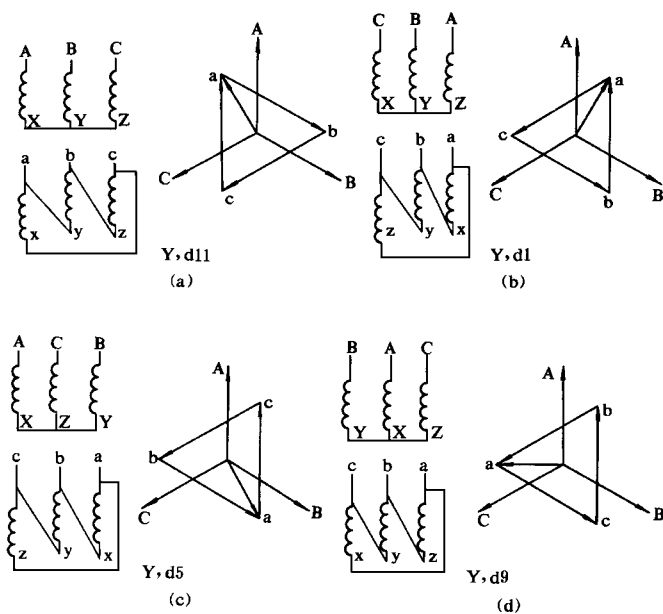 A B C
X Y Z
a b c
x y z
A
a
b
C
B
c
Y, d11
(a)
C B A
X Y Z
c b a
z y x
A
a
c
C
B
b
Y, d1
(b)
A C B
X Z Y
c b a
z y x
A
c
b
C
B
a
Y, d5
(c)
B A C
Y X Z
c b a
x y z
A
b
a
C
B
c
Y, d9
(d)